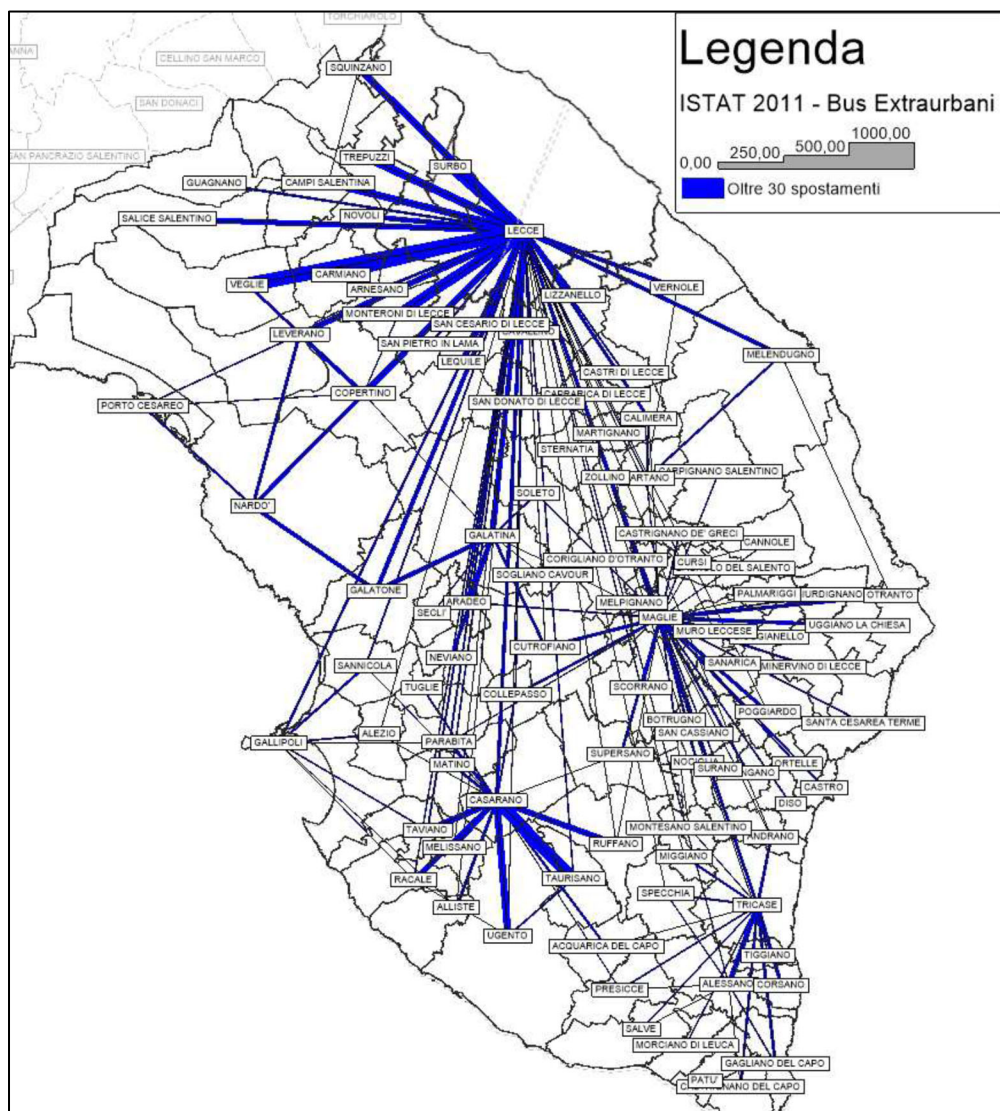 TORCHIAROLO
CELLINO SAN MARCO
SQUINZANO
SAN DONACI
SAN PANCRAZIO SALENTINO
Legenda
ISTAT 2011 - Bus Extraurbani
1000,00
500,00
250,00
0,00
Oltre 30 spostamenti
TREPUZZI
SURBO
GUAGNANO
CAMPI SALENTINA
SALICE SALENTINO
NOVOLI
LECCE
CARMIANO
VEGLIE
ARNESANO
LIZZANELLO
VERNOLE
MONTERONI DI LECCE
SAN CESARIO DI LECCE
LEVERANO
SAN PIETRO IN LAMA
MELENDUGNO
LEQUILE
CASTRI DI LECCE
COPERTINO
CAPRARICA DI LECCE
PORTO CESAREO
SAN DONATO DI LECCE
CALIMERA
MARTIGNANO
STERNATIA
ZOLLINO
ARTANO
CARPIGNANO SALENTINO
SOLETO
NARDO'
GALATINA
CASTRIGNANO DE' GRECI
CANNOLE
CORIGLIANO D'OTRANTO
CURSI
LO DEL SALENTO
SOGLIANO CAVOUR
GALATONE
ARADEO
MELPIGNANO
PALMARIGGI
IURDIGNANO
OTRANTO
SECLI'
MAGLIE
UGGIANO LA CHIESA
MURO LECCESE
GIANELLO
CUTROFIANO
NEVIANO
SANNICOLA
SANARICA
MINERVINO DI LECCE
TUGLIE
COLLEPASSO
SCORRANO
POGGIARDO
BOTRUGNO
SANTA CESAREA TERME
ALEZIO
GALLIPOLI
PARABITA
SAN CASSIANO
SUPERSANO
MATINO
NOCIGLIA
SURANO
NGANO
ORTELLE
CASTRO
CASARANO
DISO
TAVIANO
MONTESANO SALENTINO
ANDRANO
MELISSANO
RUFFANO
MIGGIANO
RACALE
TAURISANO
SPECCHIA
ALLISTE
TRICASE
UGENTO
ACQUARICA DEL CAPO
TIGGIANO
PRESICCE
ALESSANO
CORSANO
SALVE
MORCIANO DI LEUCA
GAGLIANO DEL CAPO
PATU'